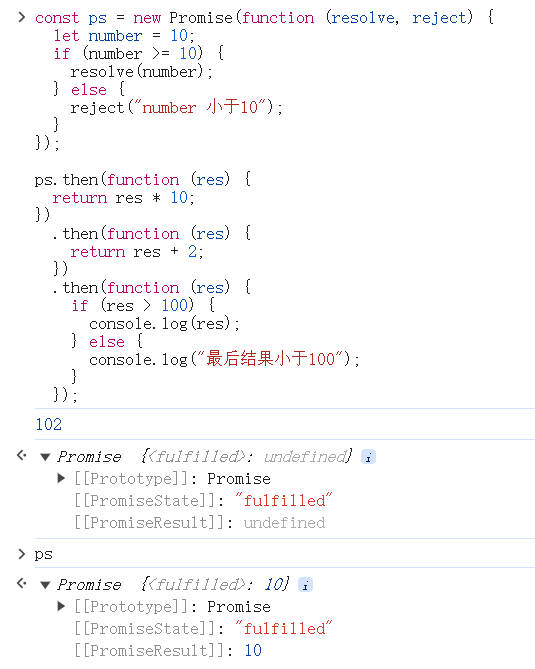 const ps = new Promise(function (resolve, reject) {
  let number = 10;
  if (number >= 10) {
    resolve(number);
  } else {
    reject("number 小于10");
  }
});
ps.then(function (res) {
  return res * 10;
})
  .then(function (res) {
    return res + 2;
  })
  .then(function (res) {
    if (res > 100) {
      console.log(res);
    } else {
      console.log("最后结果小于100");
    }
  });
102
Promise {<fulfilled>: undefined} i
[[Prototype]]: Promise
[[PromiseState]]: "fulfilled"
[[PromiseResult]]: undefined
ps
Promise {<fulfilled>: 10} i
[[Prototype]]: Promise
[[PromiseState]]: "fulfilled"
[[PromiseResult]]: 10